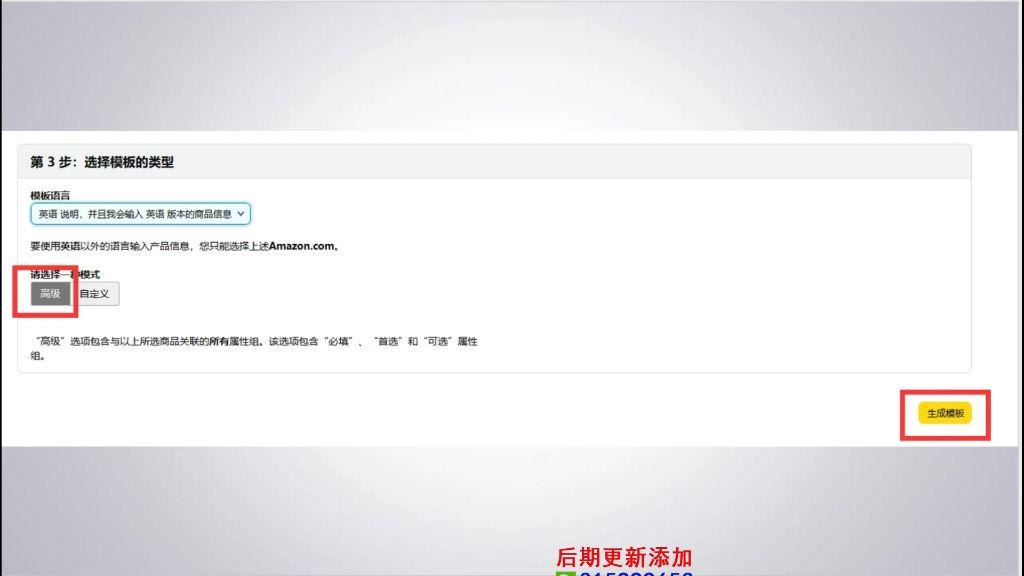 第 3 步：选择模板的类型
模板语言
英语 说明，并且我会输入 英语 版本的商品信息
要使用英语以外的语言输入产品信息，您只能选择上述Amazon.com。
请选择一种模式
高级 自定义
“高级”选项包含与以上所选商品关联的所有属性组。该选项包含“必填”、“首选”和“可选”属性
组。
生成模板
后期更新添加